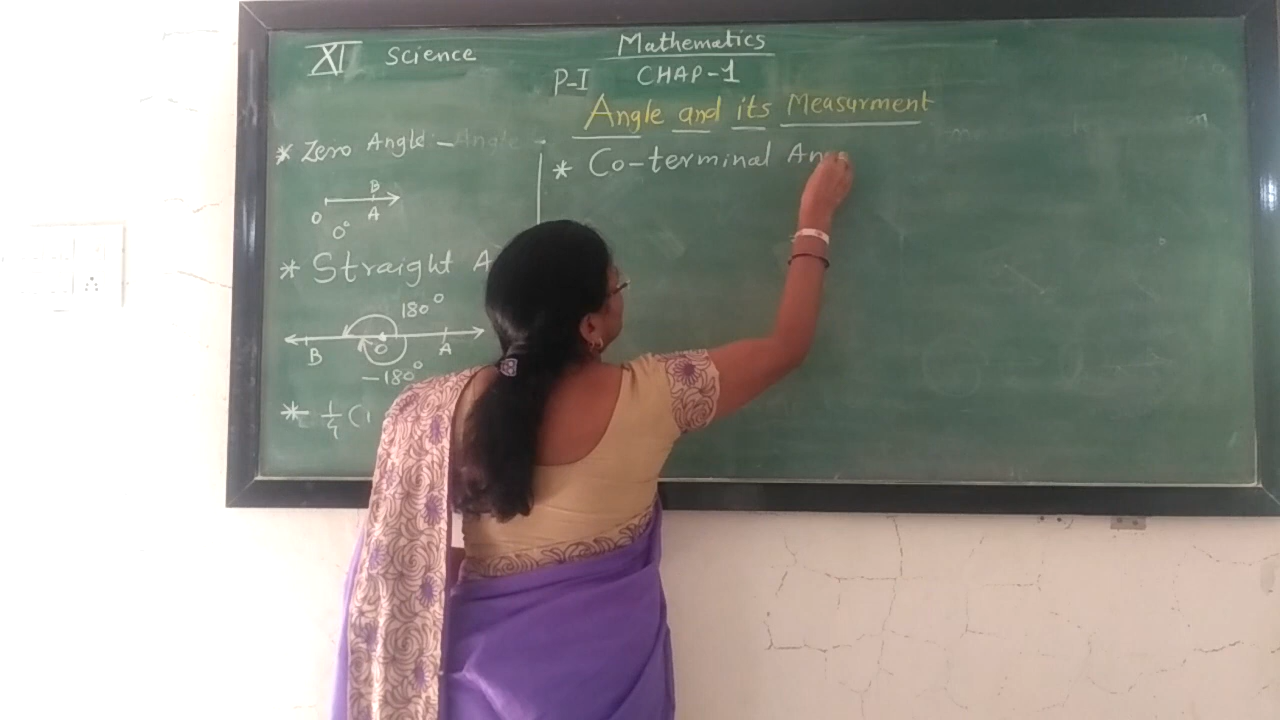 XI Science
Mathematics
P-I CHAP-1
Angle and its Measurment
* Zero Angle - Angle -
B
O A
0°
* Straight A
180°
B O A
-180°
* 1/4 (
* Co-terminal An